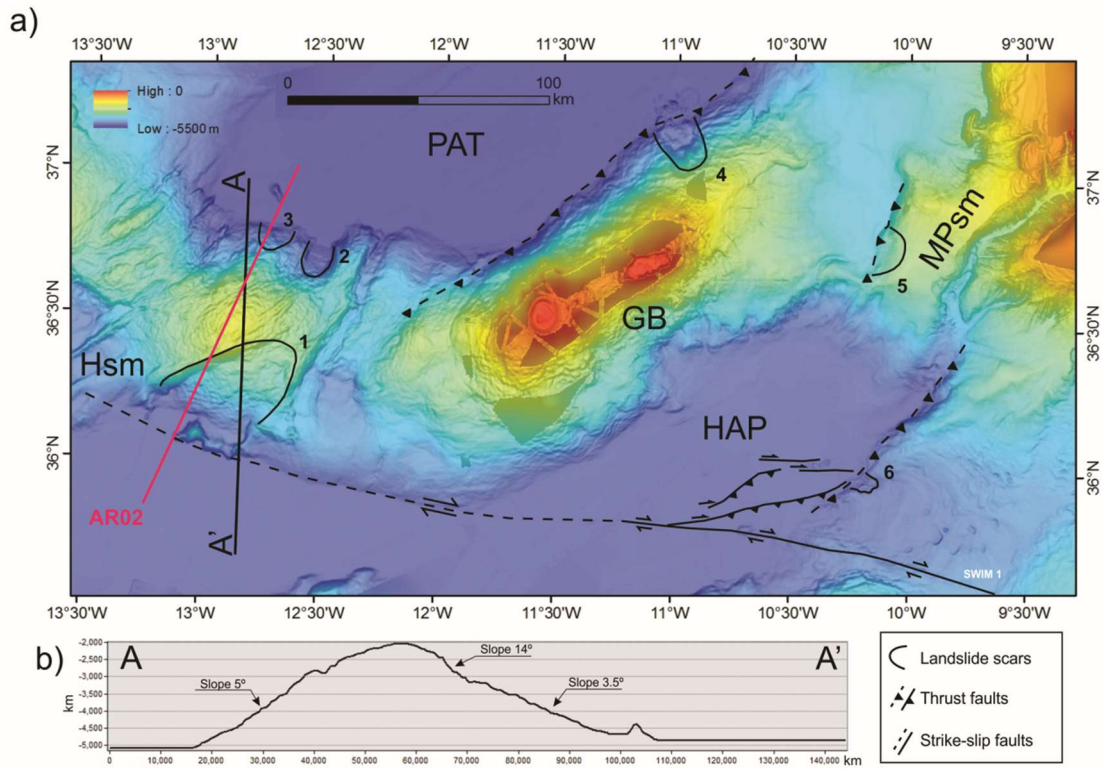 a)
13°30'W 13°W 12°30'W 12°W 11°30'W 11°W 10°30'W 10°W 9°30'W
High : 0
Low : -5500 m
0 100
km
PAT
37°N 37°N
A
3
2
4
MPsm
5
36°30'N 36°30'N
GB
1
Hsm
HAP
36°N 36°N
6
AR02
A'
SWIM 1
13°30'W 13°W 12°30'W 12°W 11°30'W 11°W 10°30'W 10°W 9°30'W
b)
A A'
km
-2,000
-2,500
-3,000
-3,500
-4,000
-4,500
-5,000
Slope 5º
Slope 14º
Slope 3.5º
0 10,000 20,000 30,000 40,000 50,000 60,000 70,000 80,000 90,000 100,000 110,000 120,000 130,000 140,000 km
Landslide scars
Thrust faults
Strike-slip faults